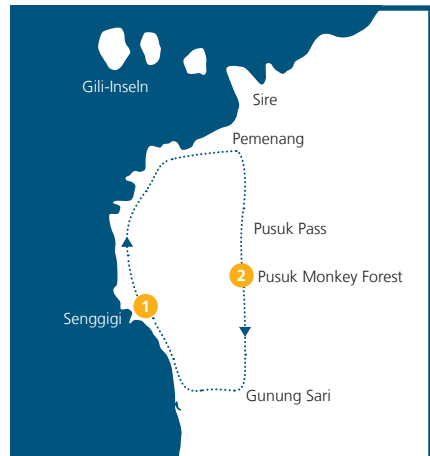 Gili-Inseln
Sire
Pemenang
Pusuk Pass
2
Pusuk Monkey Forest
1
Senggigi
Gunung Sari